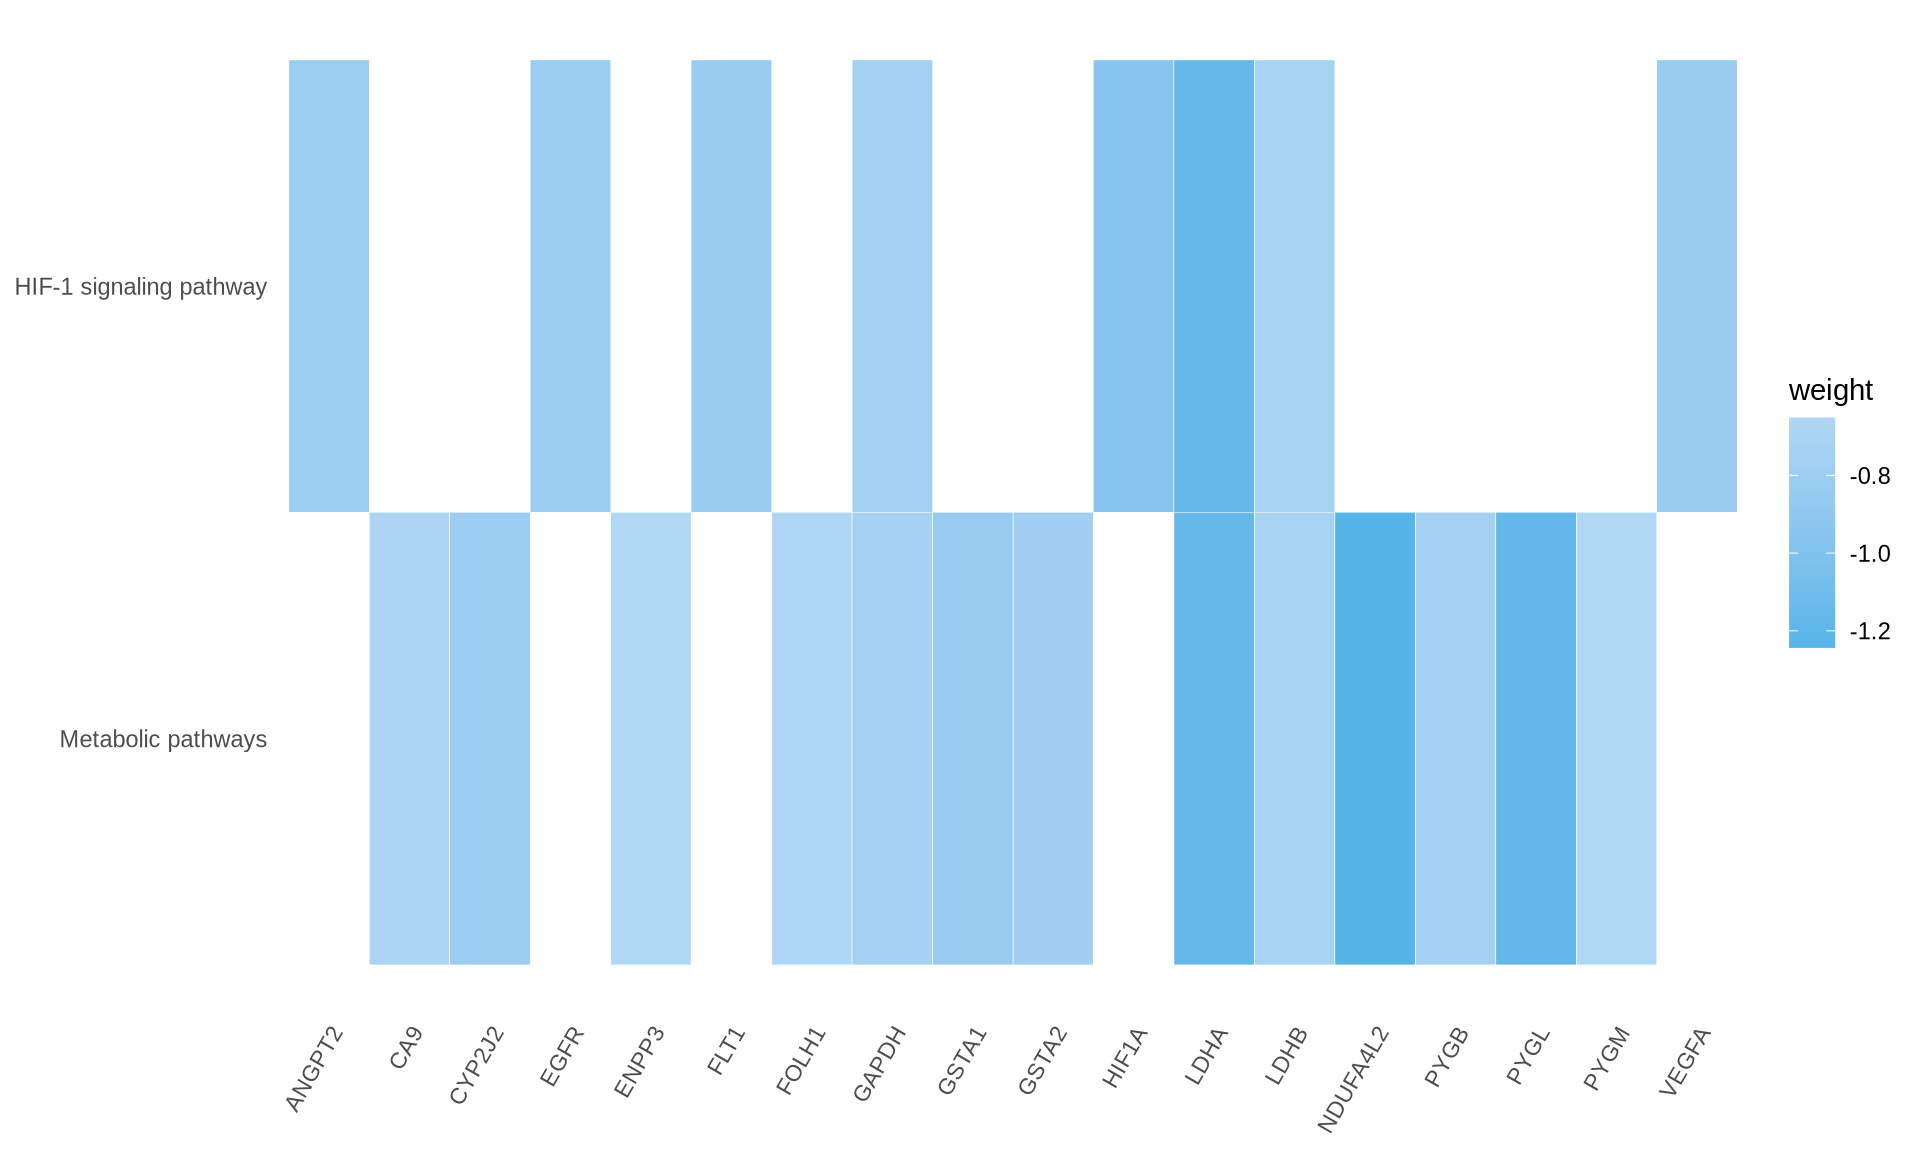 HIF-1 signaling pathway
Metabolic pathways
ANGPT2
CA9
CYP2J2
EGFR
ENPP3
FLT1
FOLH1
GAPDH
GSTA1
GSTA2
HIF1A
LDHA
LDHB
NDUFA4L2
PYGB
PYGL
PYGM
VEGFA
weight
-0.8
-1.0
-1.2